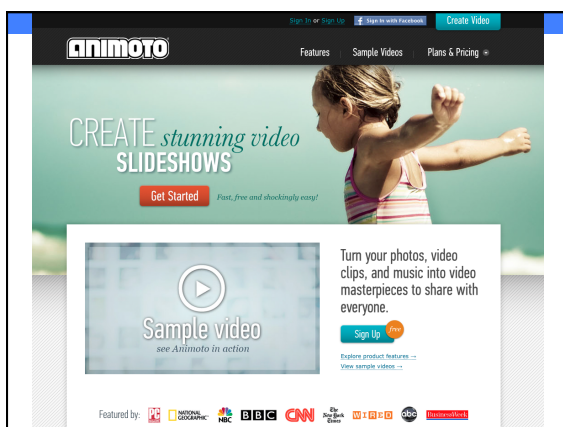 Sign In or Sign Up
f Sign In with Facebook
Create Video
ANIMOTO
Features
Sample Videos
Plans & Pricing
CREATE stunning video
SLIDESHOWS
Get Started
Fast, free and shockingly easy!
Sample video
see Animoto in action
Turn your photos, video
clips, and music into video
masterpieces to share with
everyone.
Sign Up
free
Explore product features →
View sample videos →
Featured by: PC NATIONAL GEOGRAPHIC NBC BBC CNN The New York Times WIRED abc BusinessWeek